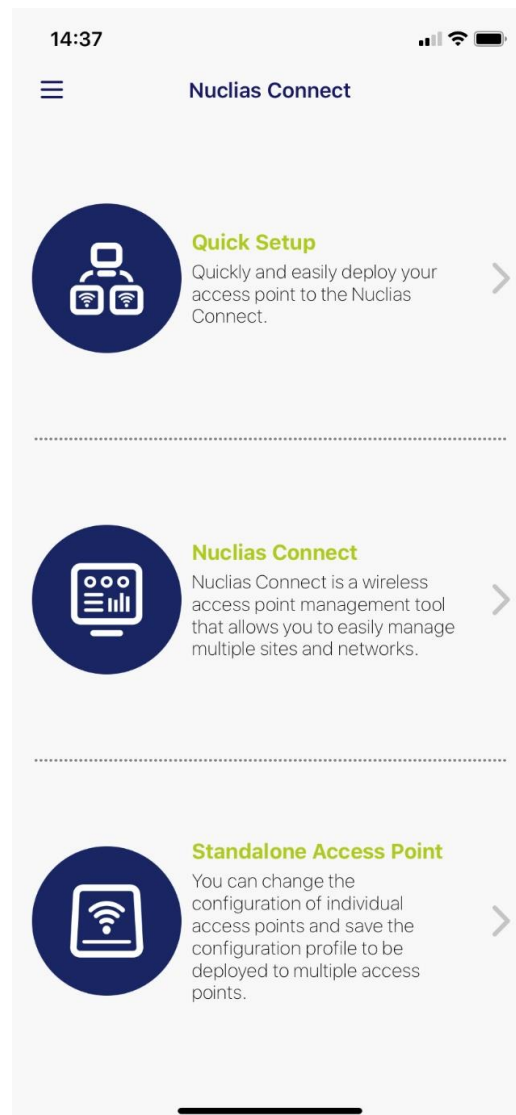 14:37
Nuclias Connect
Quick Setup
Quickly and easily deploy your
access point to the Nuclias
Connect.
Nuclias Connect
Nuclias Connect is a wireless
access point management tool
that allows you to easily manage
multiple sites and networks.
Standalone Access Point
You can change the
configuration of individual
access points and save the
configuration profile to be
deployed to multiple access
points.